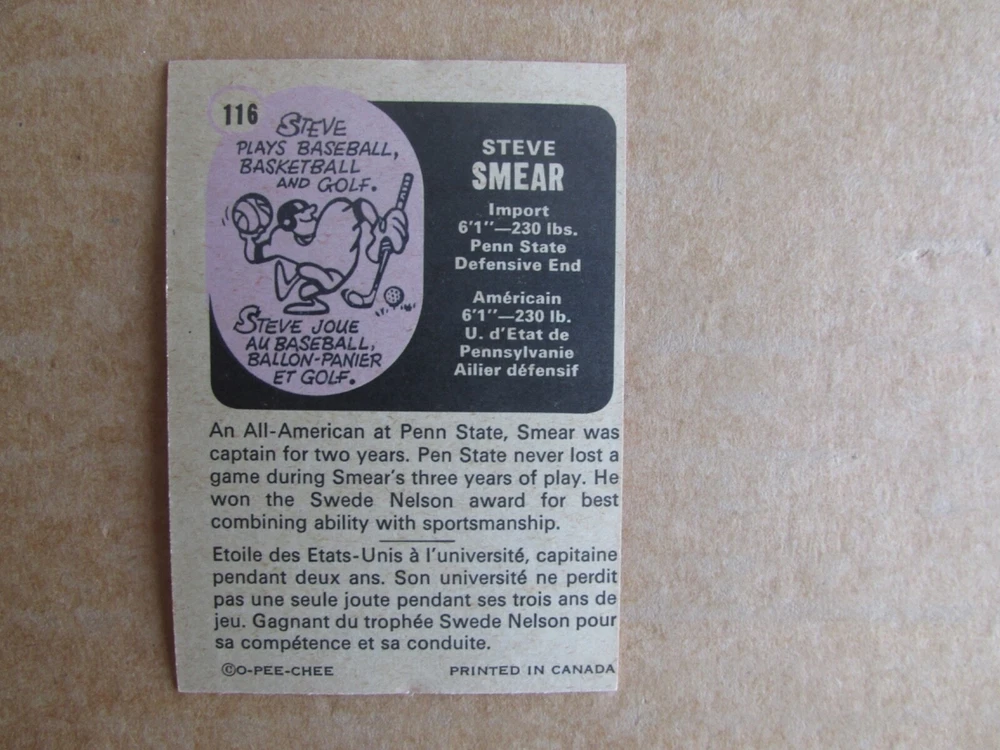 116
STEVE
PLAYS BASEBALL,
BASKETBALL
AND GOLF.
STEVE JOUE
AU BASEBALL,
BALLON-PANIER
ET GOLF.
STEVE
SMEAR
Import
6'1"—230 lbs.
Penn State
Defensive End
Américain
6'1"—230 lb.
U. d'Etat de
Pennsylvanie
Ailier défensif
An All-American at Penn State, Smear was
captain for two years. Pen State never lost a
game during Smear's three years of play. He
won the Swede Nelson award for best
combining ability with sportsmanship.
Etoile des Etats-Unis à l'université, capitaine
pendant deux ans. Son université ne perdit
pas une seule joute pendant ses trois ans de
jeu. Gagnant du trophée Swede Nelson pour
sa compétence et sa conduite.
©O-PEE-CHEE
PRINTED IN CANADA